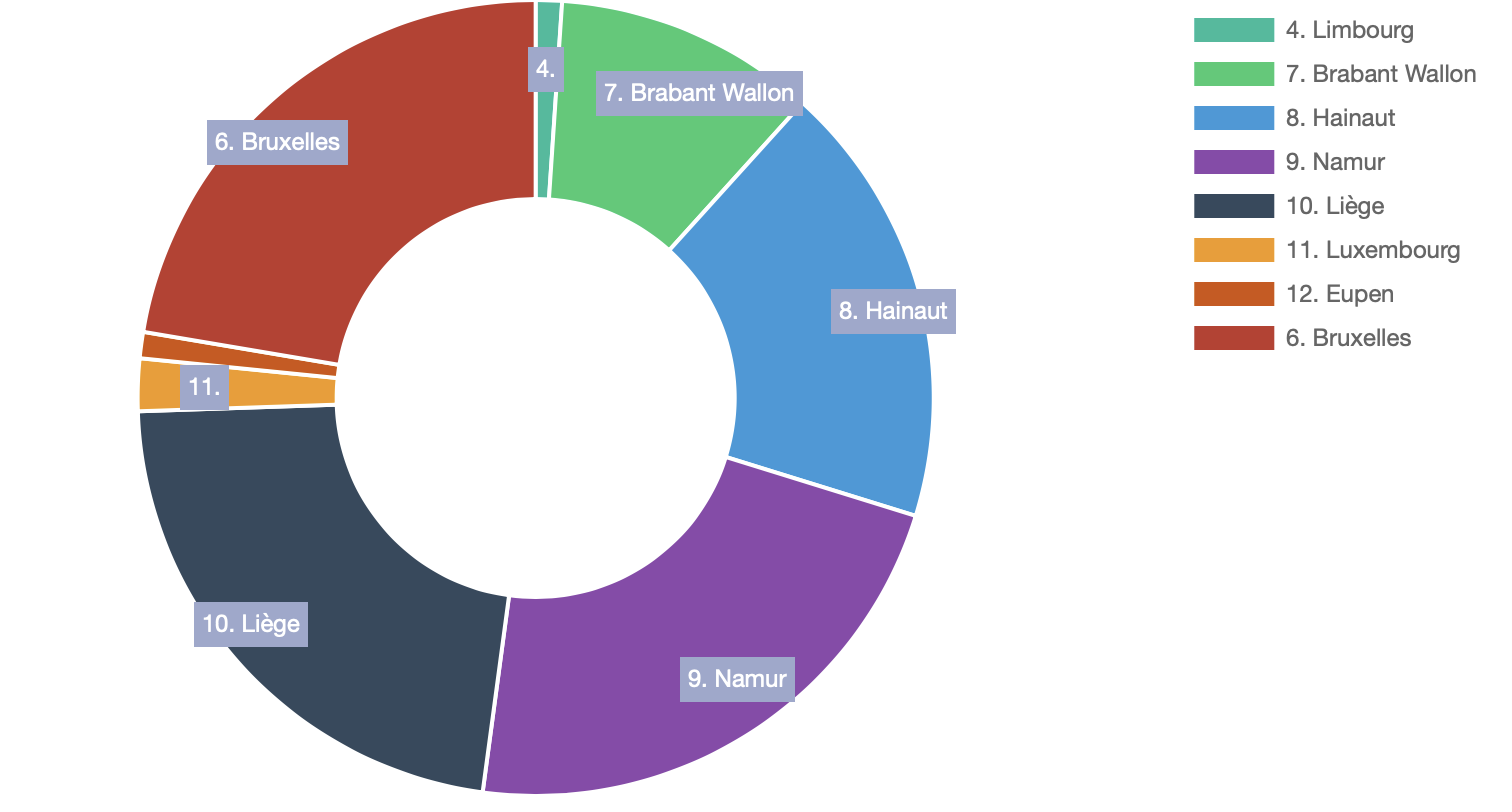 4.
7. Brabant Wallon
6. Bruxelles
8. Hainaut
11.
10. Liège
9. Namur
4. Limbourg
7. Brabant Wallon
8. Hainaut
9. Namur
10. Liège
11. Luxembourg
12. Eupen
6. Bruxelles